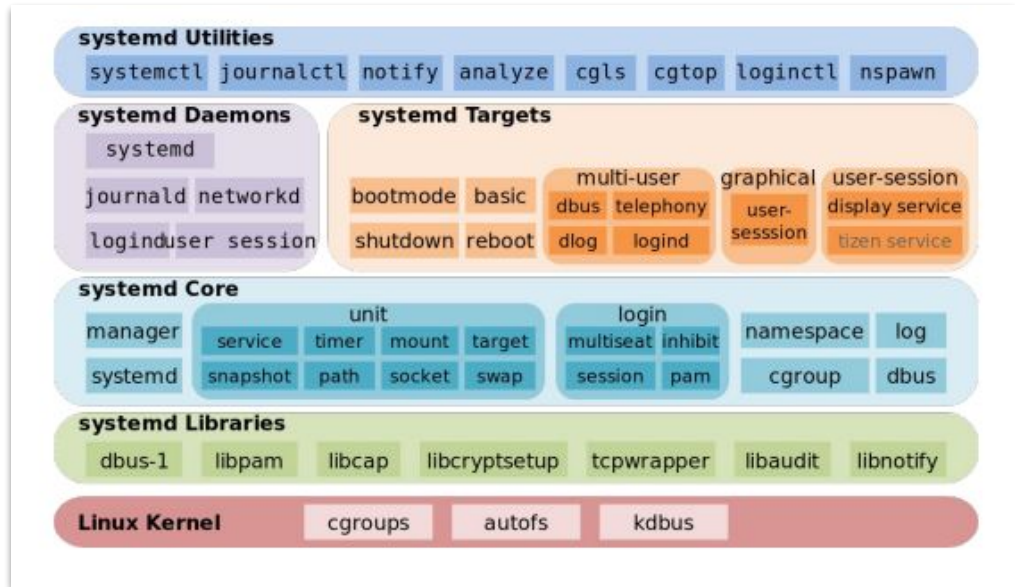 systemd Utilities
systemctl journalctl notify analyze cgls cgtop loginctl nspawn
systemd Daemons
systemd
journald networkd
logind user session
systemd Targets
bootmode basic
shutdown reboot
multi-user
dbus telephony
dlog logind
graphical
user-
sesssion
user-session
display service
tizen service
systemd Core
manager
systemd
unit
service timer mount target
snapshot path socket swap
login
multiseat inhibit
session pam
namespace log
cgroup dbus
systemd Libraries
dbus-1 libpam libcap libcryptsetup tcpwrapper libaudit libnotify
Linux Kernel cgroups autofs kdbus